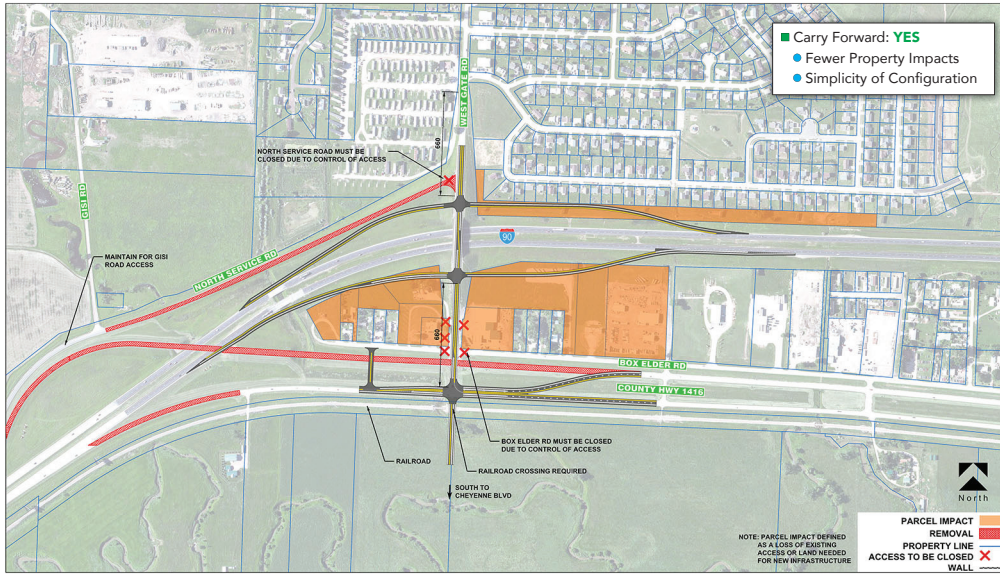 Carry Forward: YES
Fewer Property Impacts
Simplicity of Configuration
WEST GATE RD
660
NORTH SERVICE ROAD MUST BE
CLOSED DUE TO CONTROL OF ACCESS
GISI RD
90
MAINTAIN FOR GISI
ROAD ACCESS
NORTH SERVICE RD
660
BOX ELDER RD
COUNTY HWY 1416
BOX ELDER RD MUST BE CLOSED
DUE TO CONTROL OF ACCESS
RAILROAD
RAILROAD CROSSING REQUIRED
SOUTH TO
CHEYENNE BLVD
North
NOTE: PARCEL IMPACT DEFINED
AS A LOSS OF EXISTING
ACCESS OR LAND NEEDED
FOR NEW INFRASTRUCTURE
PARCEL IMPACT
REMOVAL
PROPERTY LINE
ACCESS TO BE CLOSED
WALL